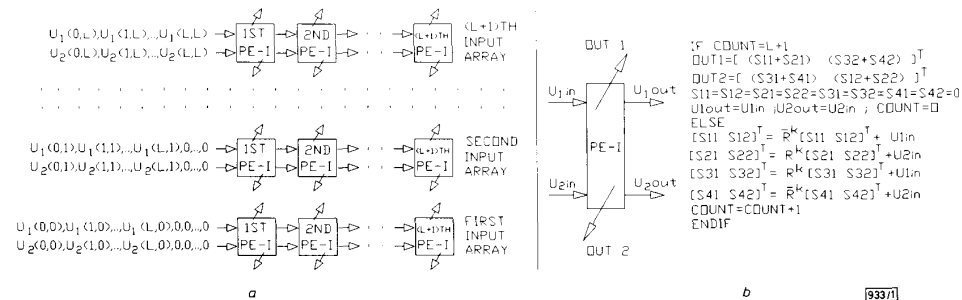 U1(0,L),U1(1,L),..,U1(L,L) 1ST 2ND (L+1)TH (L+1)TH
U2(0,L),U2(1,L),..,U2(L,L) PE-I PE-I PE-I INPUT
ARRAY
U1(0,1),U1(1,1),..,U1(L,1),0,..,0 1ST 2ND (L+1)TH SECOND
U2(0,1),U2(1,1),..,U2(L,1),0,..,0 PE-I PE-I PE-I INPUT
ARRAY
U1(0,0),U1(1,0),..,U1(L,0),0,0,..,0 1ST 2ND (L+1)TH FIRST
U2(0,0),U2(1,0),..,U2(L,0),0,0,..,0 PE-I PE-I PE-I INPUT
ARRAY
a
OUT 1
U1in U1out
PE-I
U2in U2out
OUT 2
IF COUNT=L+1
OUT1=[ (S11+S21) (S32+S42) ]T
OUT2=[ (S31+S41) (S12+S22) ]T
S11=S12=S21=S22=S31=S32=S41=S42=0
U1out=U1in ;U2out=U2in ; COUNT=0
ELSE
[S11 S12]T= R̄k[S11 S12]T+ U1in
[S21 S22]T= Rk[S21 S22]T+U2in
[S31 S32]T= Rk[S31 S32]T+U1in
[S41 S42]T= R̄k[S41 S42]T+U2in
COUNT=COUNT+1
ENDIF
b
933/1